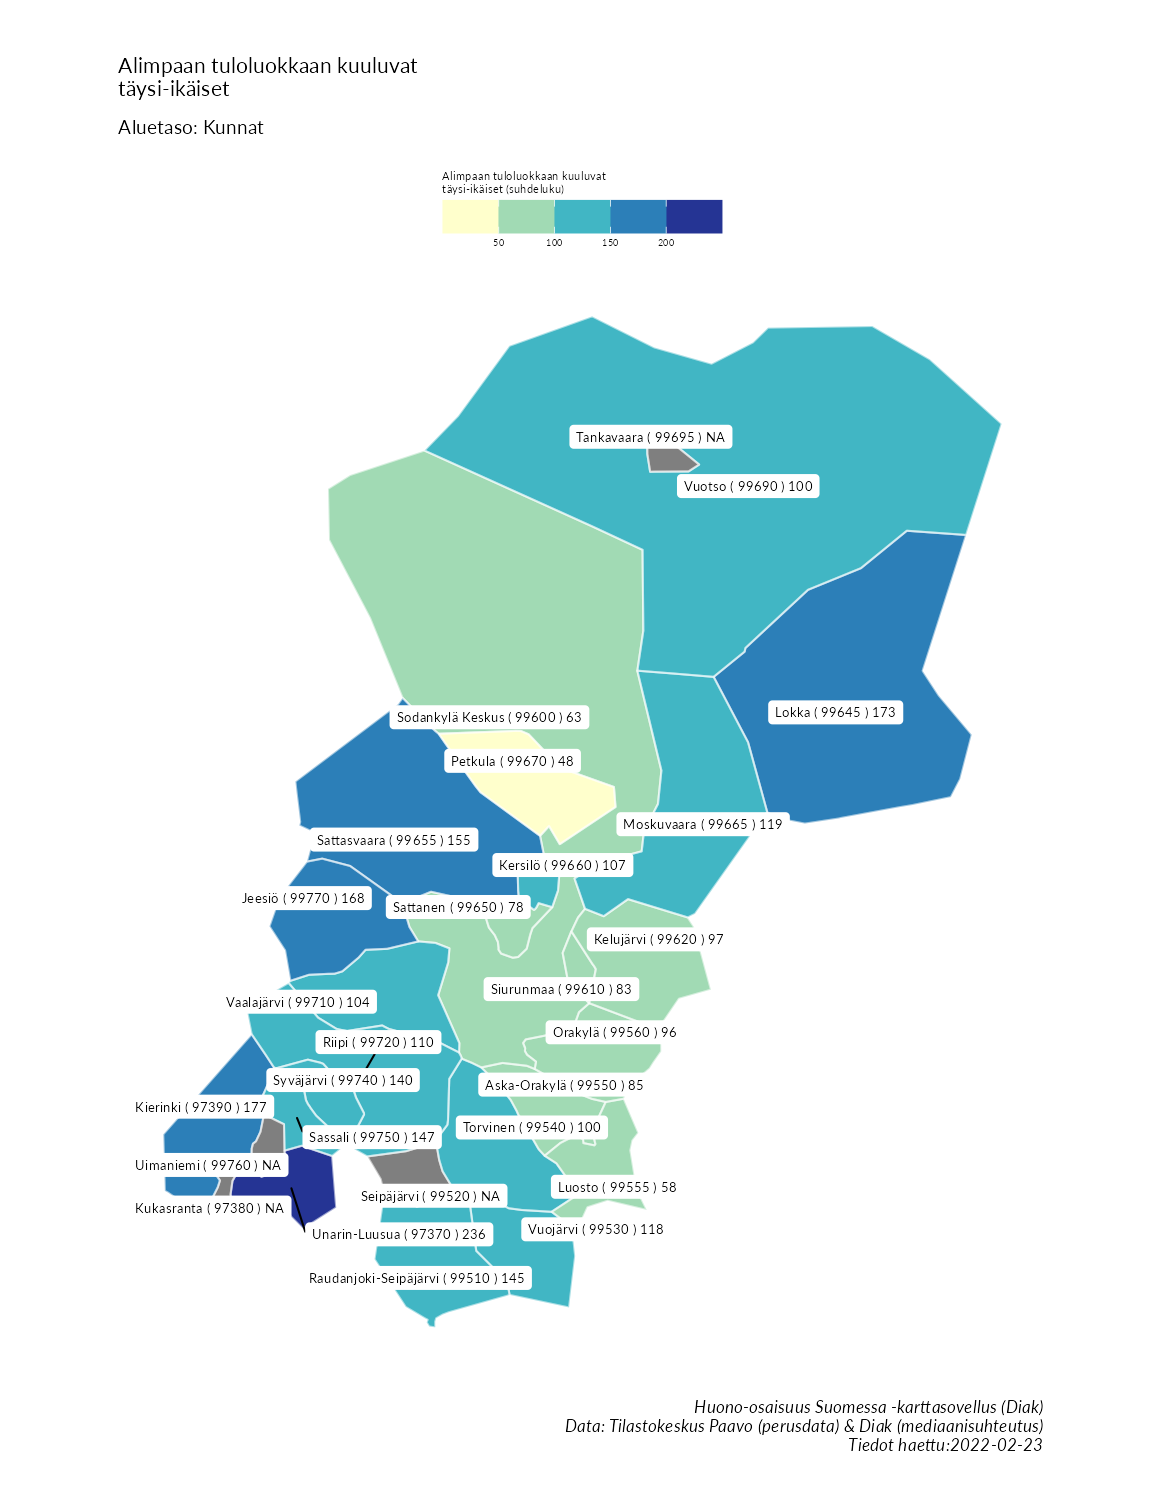 Alimpaan tuloluokkaan kuuluvat
täysi-ikäiset
Aluetaso: Kunnat
Alimpaan tuloluokkaan kuuluvat
täysi-ikäiset (suhdeluku)
50 100 150 200
Tankavaara ( 99695 ) NA
Vuotso ( 99690 ) 100
Lokka ( 99645 ) 173
Sodankylä Keskus ( 99600 ) 63
Petkula ( 99670 ) 48
Moskuvaara ( 99665 ) 119
Sattasvaara ( 99655 ) 155
Kersilö ( 99660 ) 107
Jeesiö ( 99770 ) 168
Sattanen ( 99650 ) 78
Kelujärvi ( 99620 ) 97
Siurunmaa ( 99610 ) 83
Vaalajärvi ( 99710 ) 104
Orakylä ( 99560 ) 96
Riipi ( 99720 ) 110
Syväjärvi ( 99740 ) 140
Aska-Orakylä ( 99550 ) 85
Kierinki ( 97390 ) 177
Torvinen ( 99540 ) 100
Sassali ( 99750 ) 147
Uimaniemi ( 99760 ) NA
Luosto ( 99555 ) 58
Seipäjärvi ( 99520 ) NA
Kukasranta ( 97380 ) NA
Vuojärvi ( 99530 ) 118
Unarin-Luusua ( 97370 ) 236
Raudanjoki-Seipäjärvi ( 99510 ) 145
Huono-osaisuus Suomessa -karttasovellus (Diak)
Data: Tilastokeskus Paavo (perusdata) & Diak (mediaanisuhteutus)
Tiedot haettu:2022-02-23